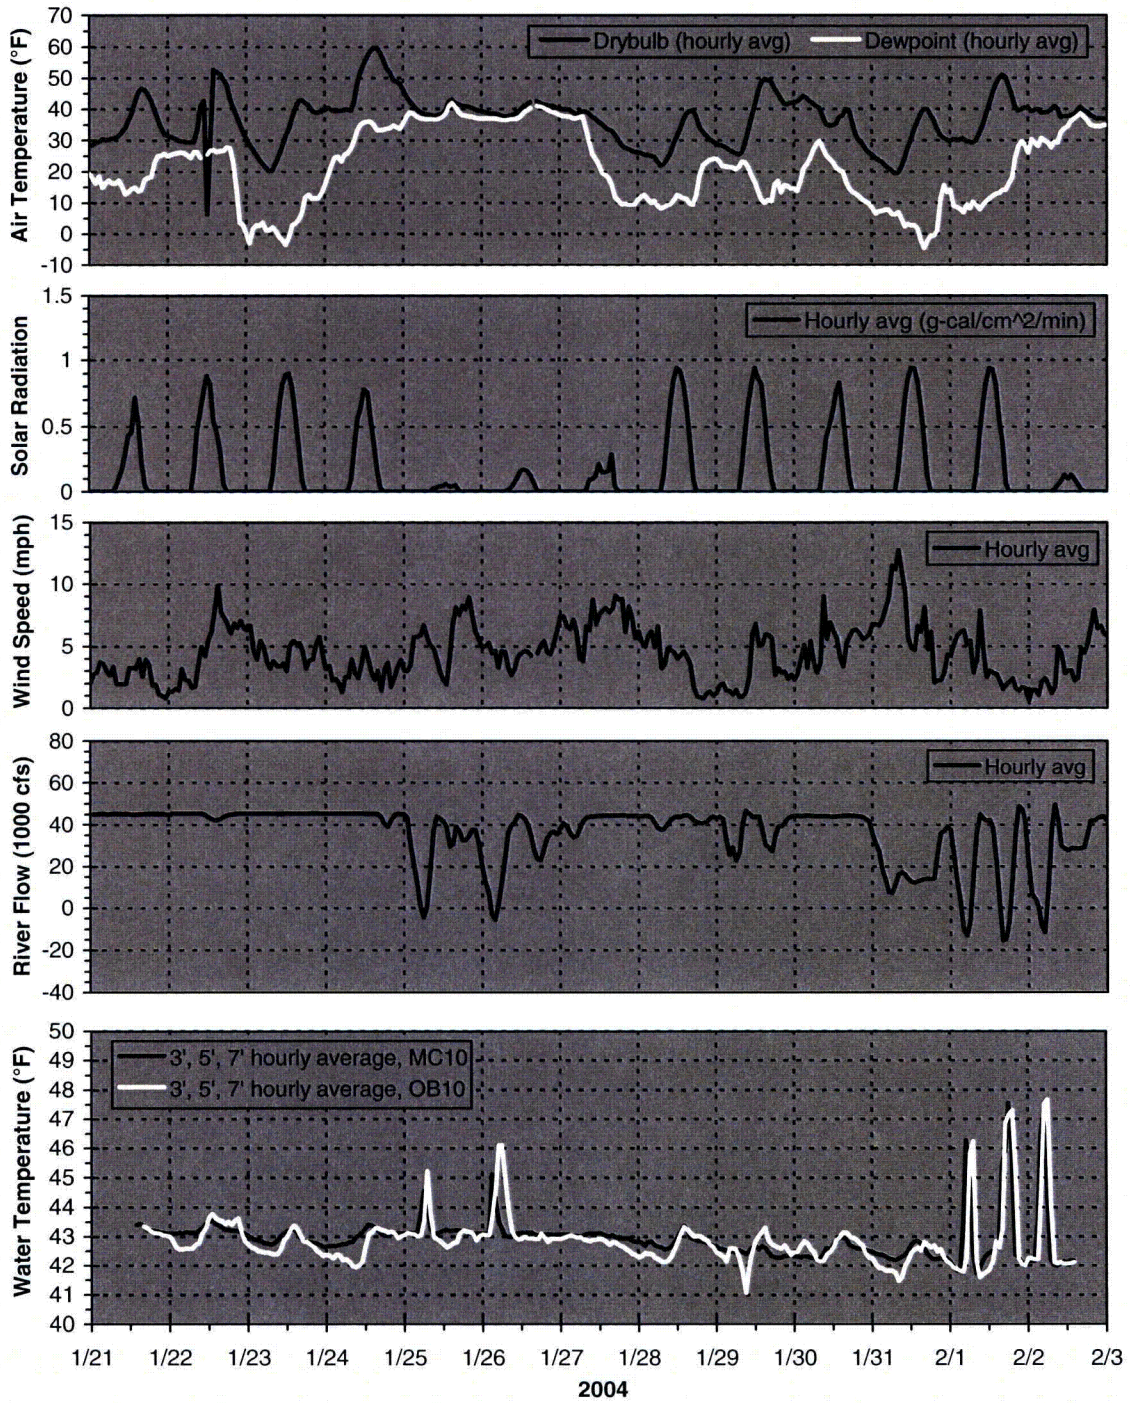 Air Temperature (°F)
70
60
50
40
30
20
10
0
-10
Drybulb (hourly avg)
Dewpoint (hourly avg)
Solar Radiation
1.5
1
0.5
0
Hourly avg (g-cal/cm^2/min)
Wind Speed (mph)
15
10
5
0
Hourly avg
River Flow (1000 cfs)
80
60
40
20
0
-20
-40
Hourly avg
Water Temperature (°F)
50
49
48
47
46
45
44
43
42
41
40
3', 5', 7' hourly average, MC10
3', 5', 7' hourly average, OB10
1/21 1/22 1/23 1/24 1/25 1/26 1/27 1/28 1/29 1/30 1/31 2/1 2/2 2/3
2004